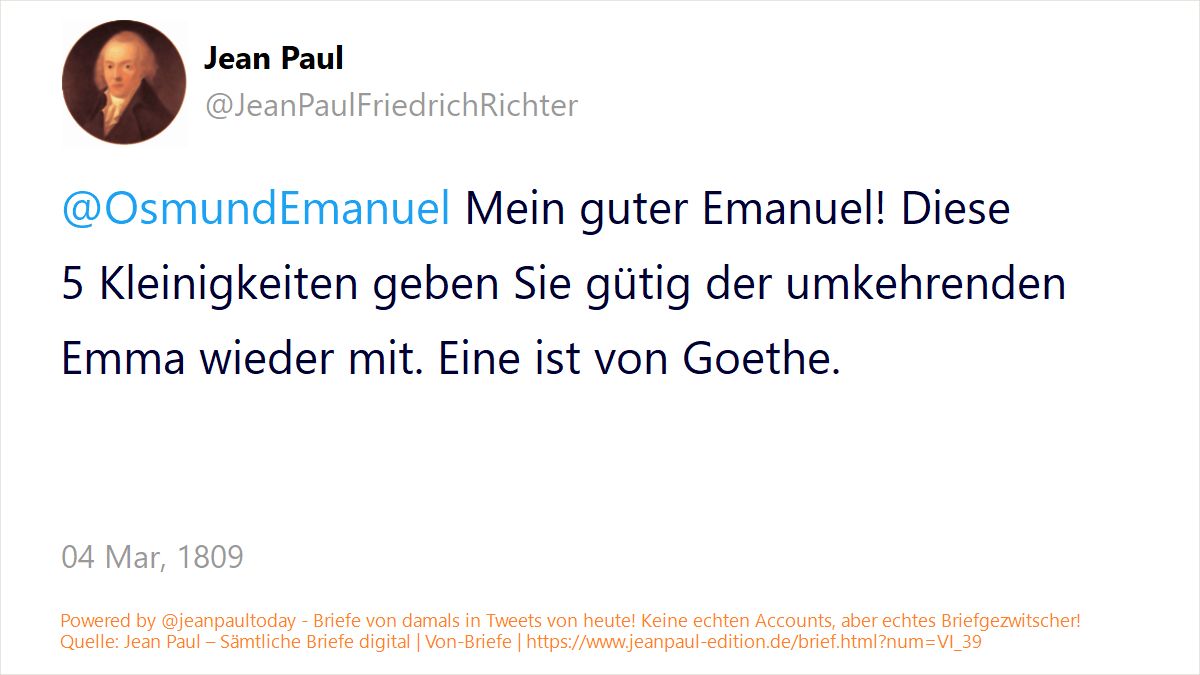 Jean Paul
@JeanPaulFriedrichRichter
@OsmundEmanuel Mein guter Emanuel! Diese
5 Kleinigkeiten geben Sie gütig der umkehrenden
Emma wieder mit. Eine ist von Goethe.
04 Mar, 1809
Powered by @jeanpaultoday - Briefe von damals in Tweets von heute! Keine echten Accounts, aber echtes Briefgezwitscher!
Quelle: Jean Paul – Sämtliche Briefe digital | Von-Briefe | https://www.jeanpaul-edition.de/brief.html?num=VI_39